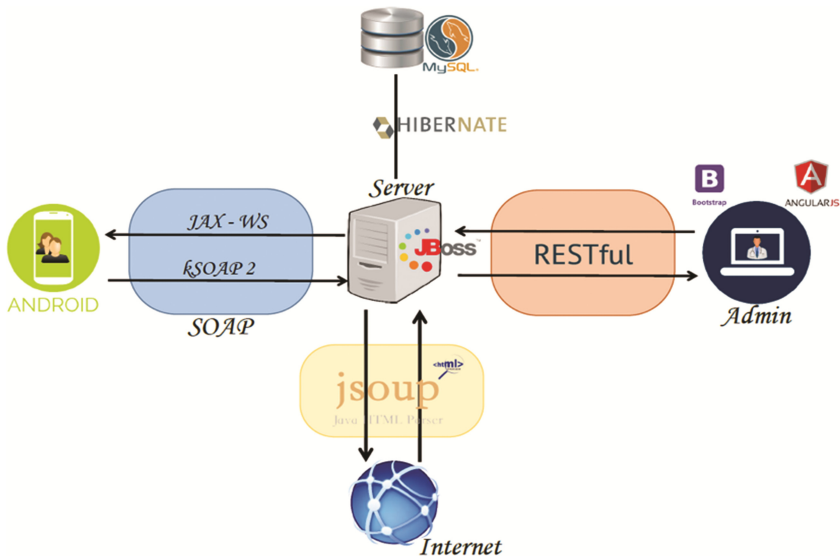 MySQL
HIBERNATE
Server
JBoss
JAX - WS
kSOAP 2
SOAP
ANDROID
RESTful
B
Bootstrap
A
ANGULARJS
Admin
<html>
jsoup
Java HTML Parser
Internet